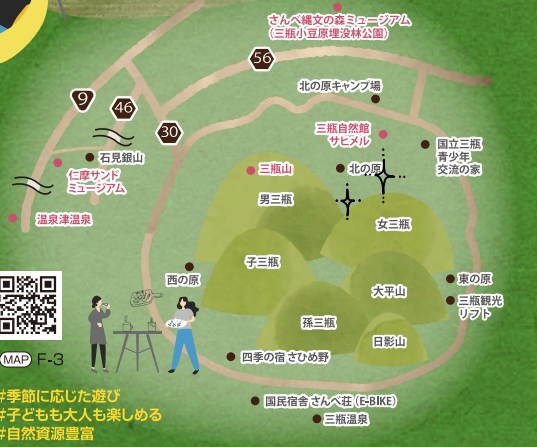 さんべ縄文の森ミュージアム
(三瓶小豆原埋没林公園)
56
北の原キャンプ場
9
46
30
三瓶自然館
サヒメル
国立三瓶
青少年
交流の家
石見銀山
仁摩サンド
ミュージアム
三瓶山
北の原
男三瓶
女三瓶
温泉津温泉
子三瓶
西の原
大平山
東の原
三瓶観光
リフト
孫三瓶
日影山
MAP F-3
四季の宿 さひめ野
#季節に応じた遊び
#子どもも大人も楽しめる
#自然資源豊富
国民宿舎 さんべ荘(E-BIKE)
三瓶温泉